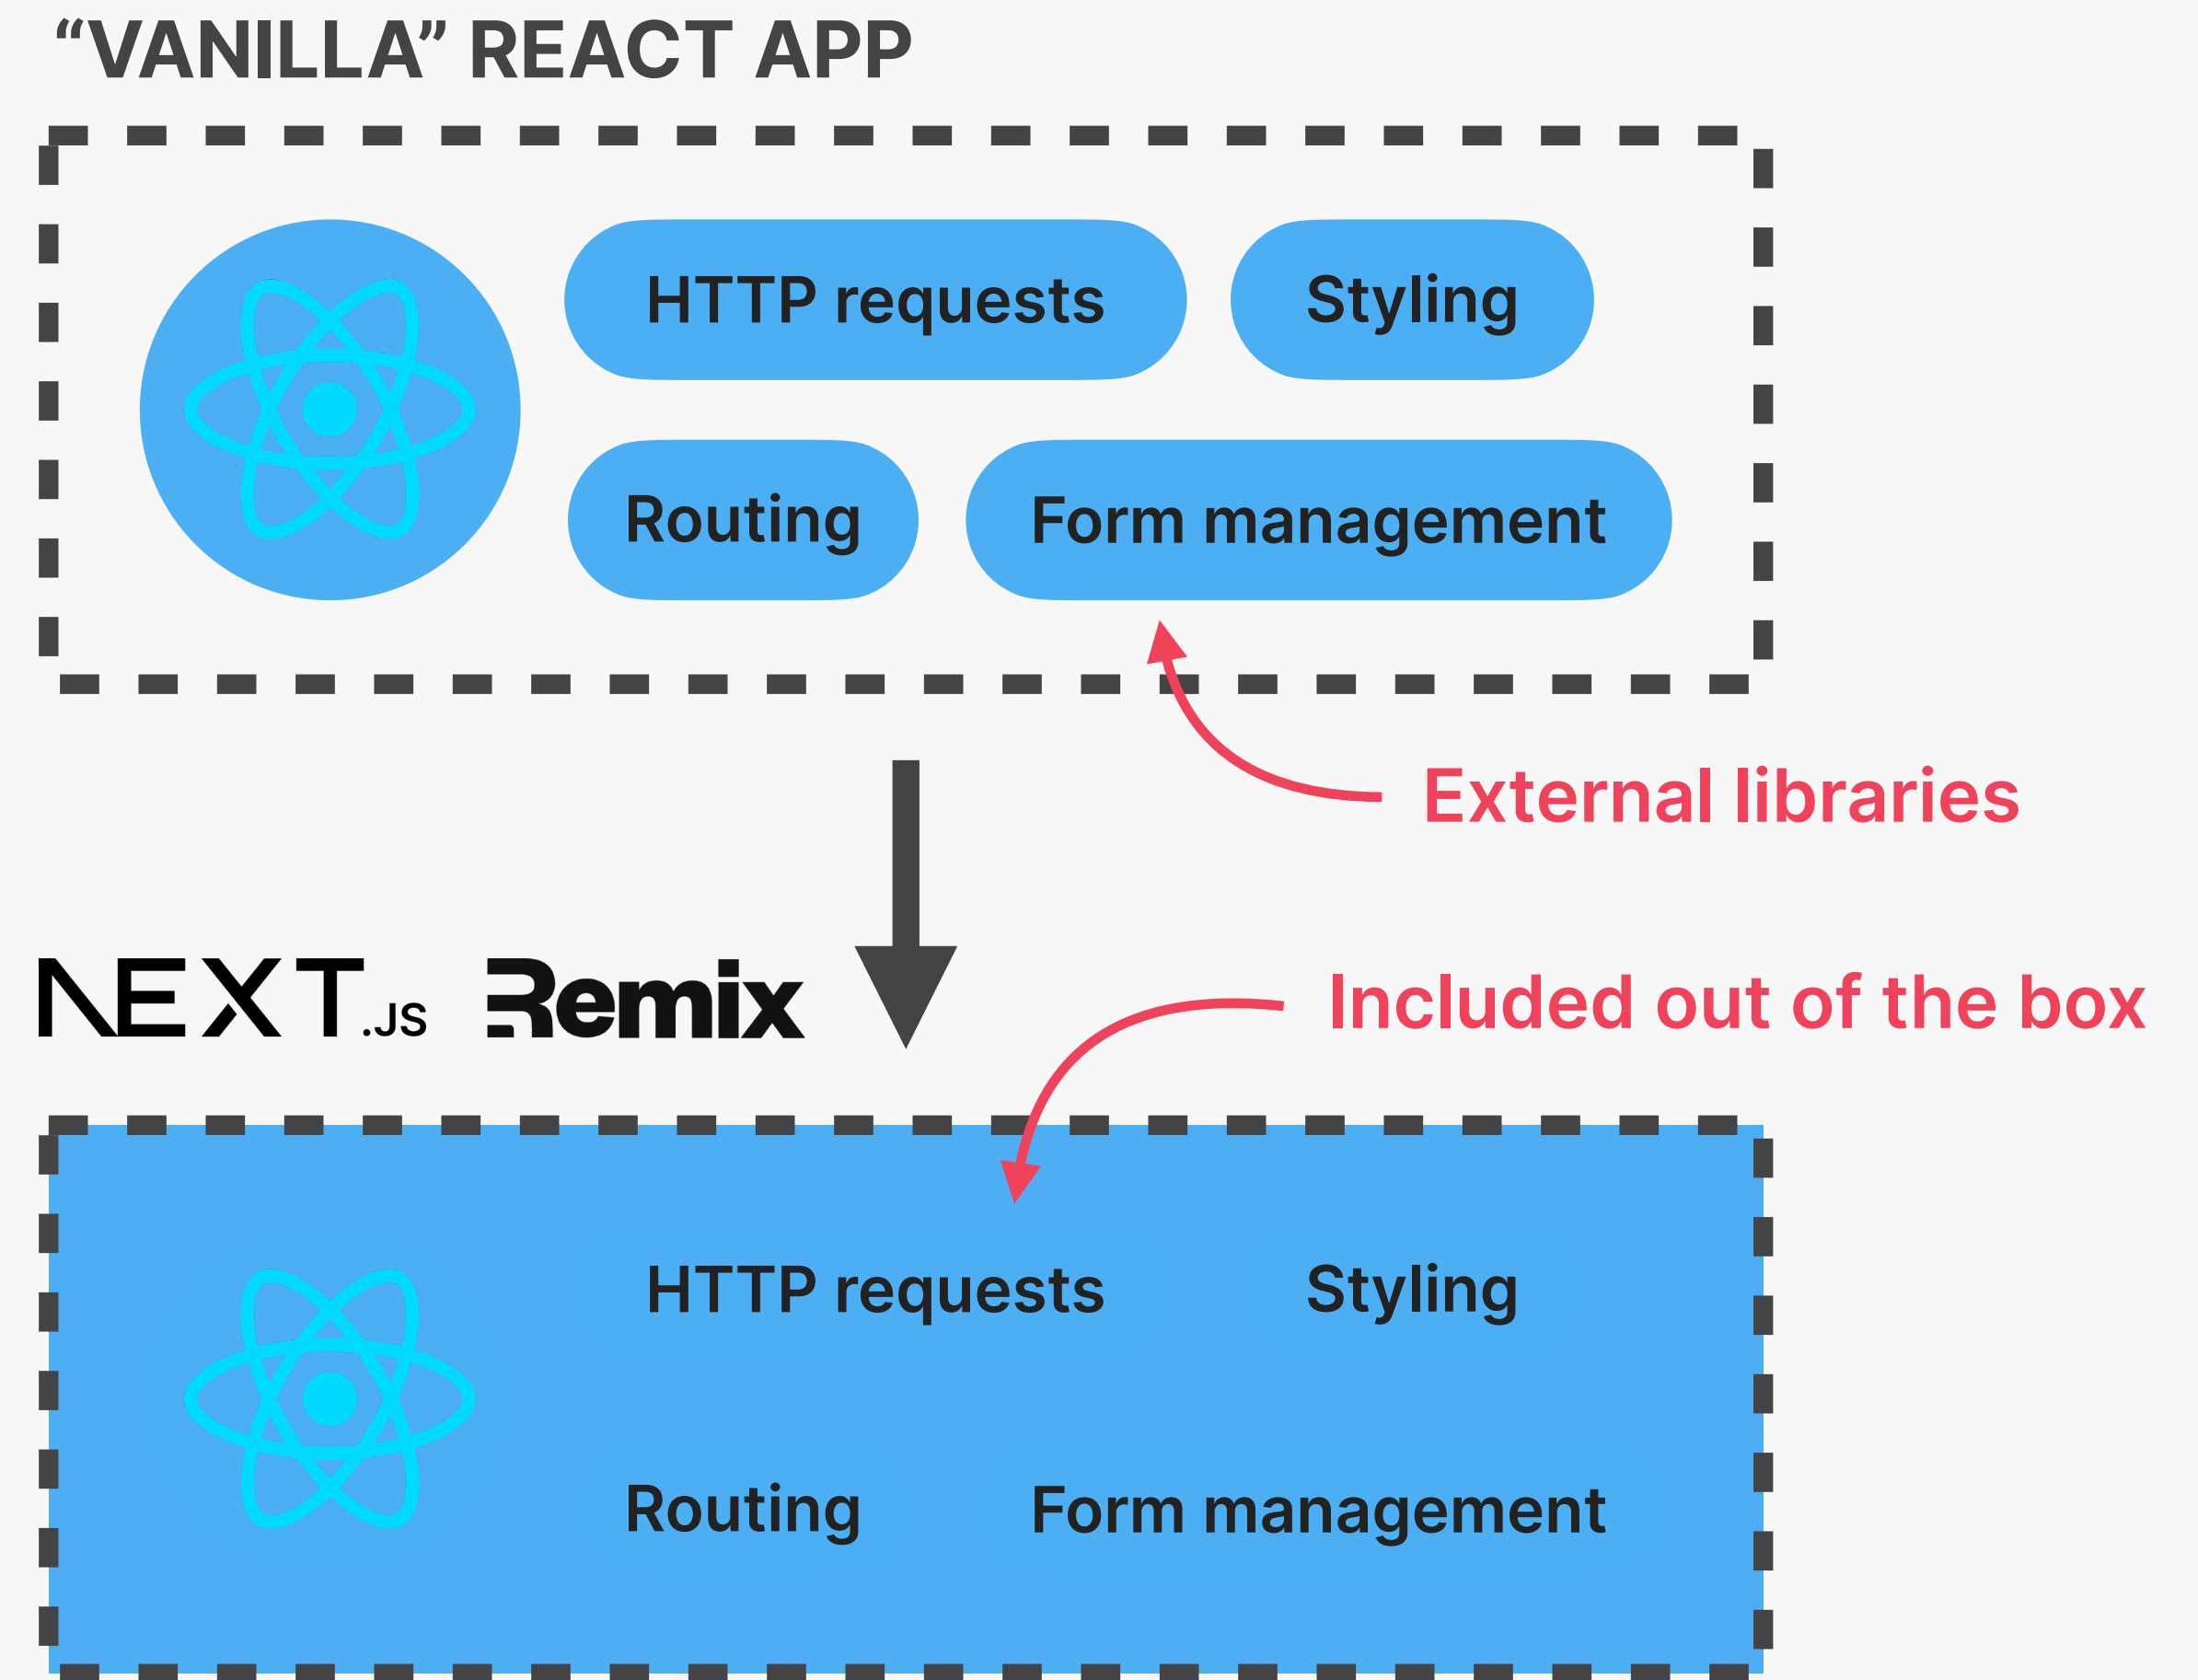 “VANILLA” REACT APP
HTTP requests
Styling
Routing
Form management
External libraries
NEXT.JS
Remix
Included out of the box
HTTP requests
Styling
Routing
Form management